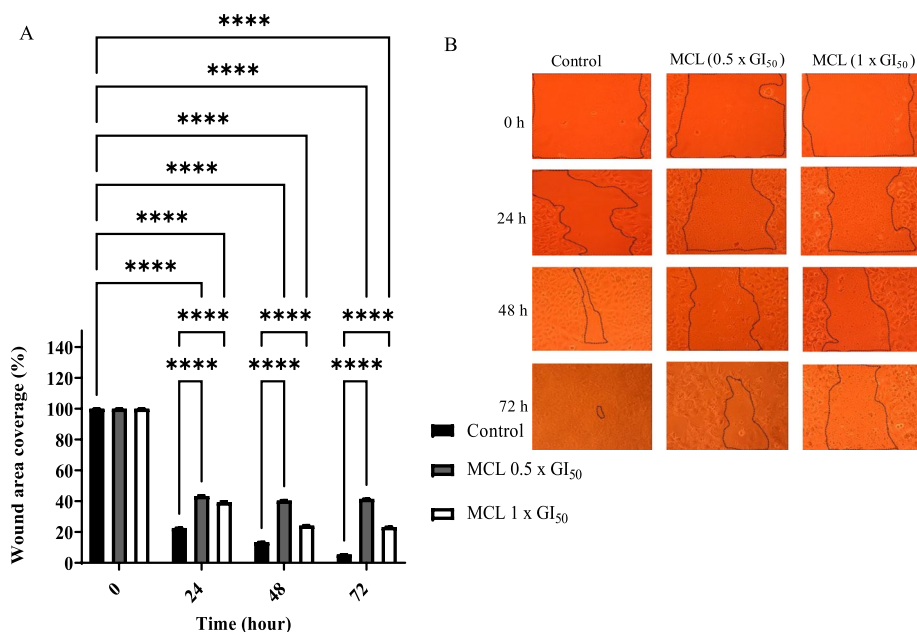 A
****
****
****
****
****
****
**** **** ****
**** **** ****
Wound area coverage (%)
140
120
100
80
60
40
20
0
0 24 48 72
Time (hour)
Control
MCL 0.5 x GI₅₀
MCL 1 x GI₅₀
B
Control MCL (0.5 x GI₅₀) MCL (1 x GI₅₀)
0 h
24 h
48 h
72 h